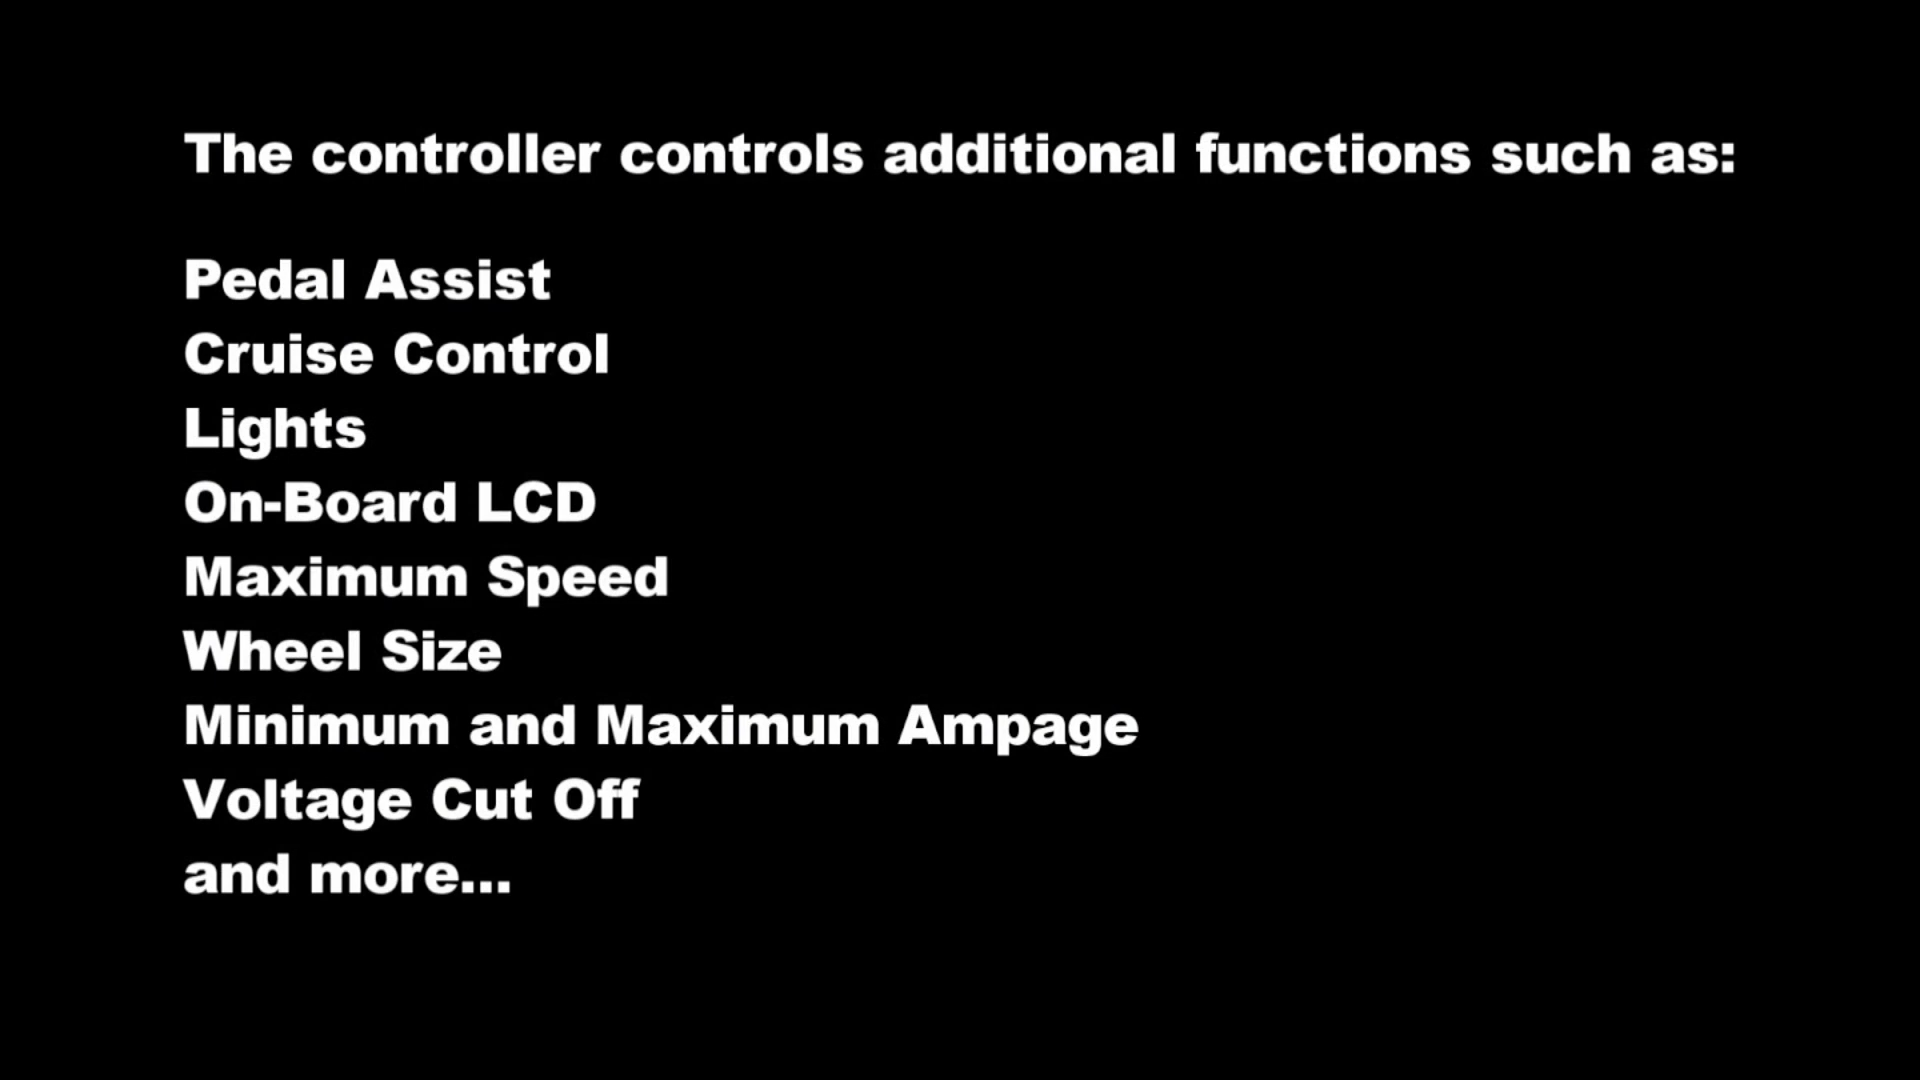 The controller controls additional functions such as:
Pedal Assist
Cruise Control
Lights
On-Board LCD
Maximum Speed
Wheel Size
Minimum and Maximum Ampage
Voltage Cut Off
and more...